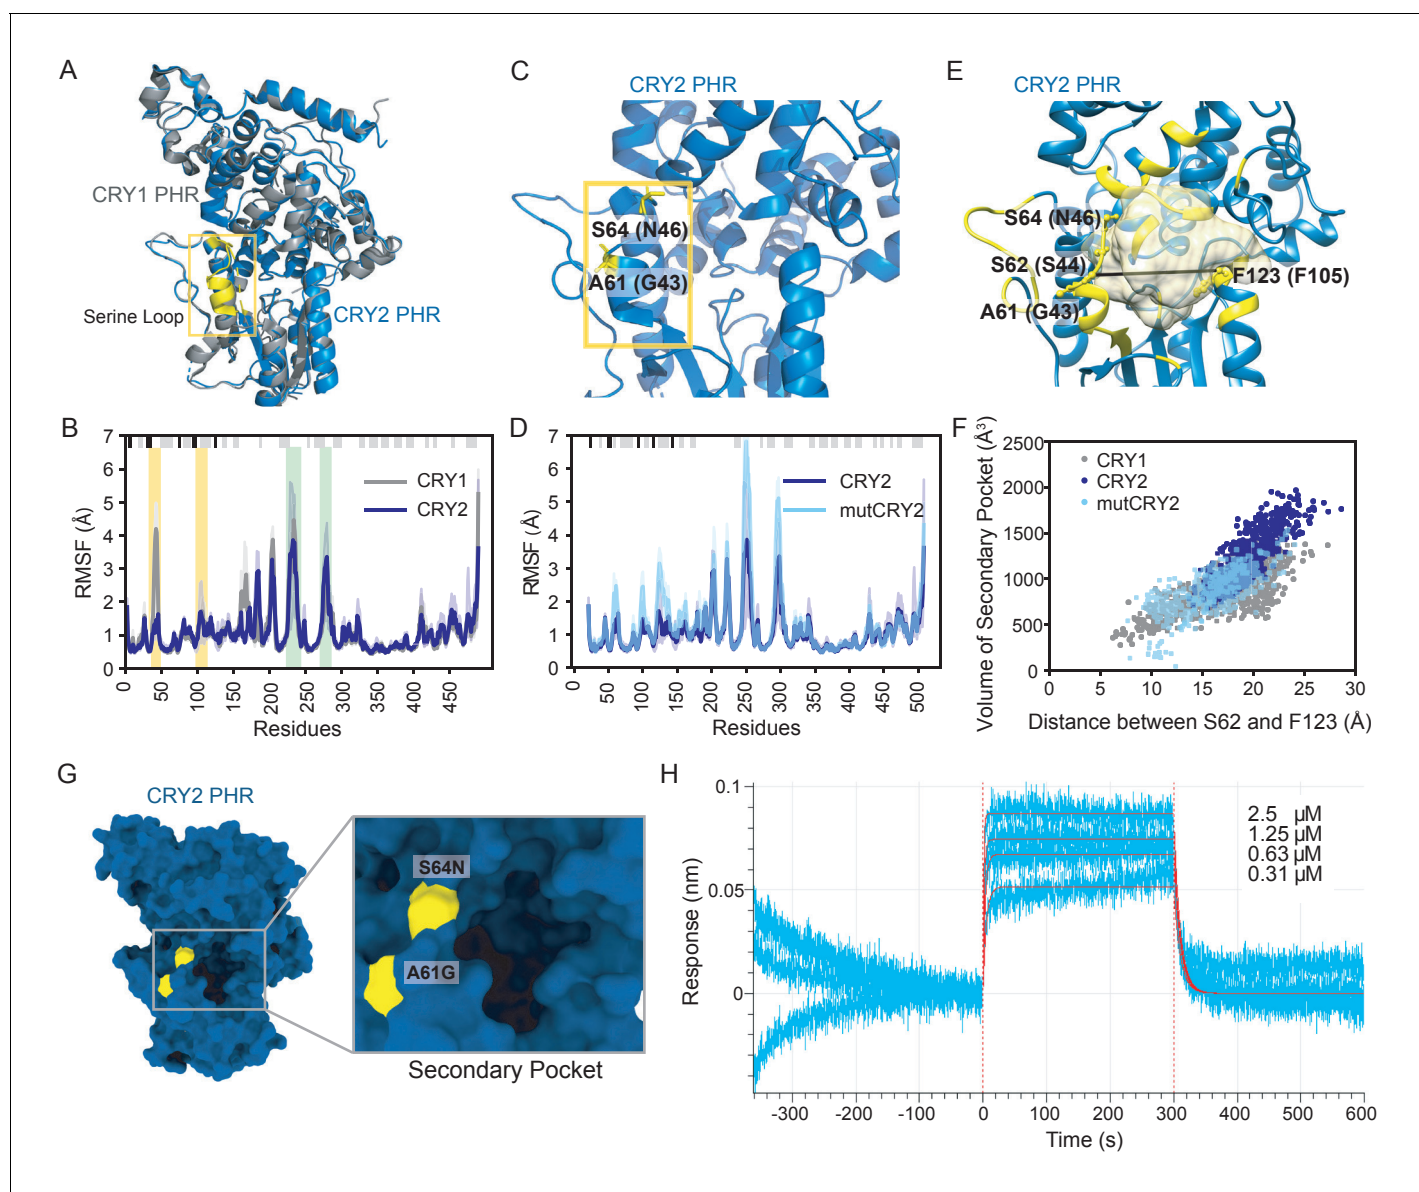 A
CRY1 PHR
Serine Loop
CRY2 PHR
C
CRY2 PHR
S64 (N46)
A61 (G43)
E
CRY2 PHR
S64 (N46)
S62 (S44)
A61 (G43)
F123 (F105)
B
7
6
5
4
3
2
1
0
RMSF (Å)
CRY1
CRY2
0 50 100 150 200 250 300 350 400 450
Residues
D
7
6
5
4
3
2
1
0
RMSF (Å)
CRY2
mutCRY2
0 50 100 150 200 250 300 350 400 450 500
Residues
F
Volume of Secondary Pocket (Å³)
2500
2000
1500
1000
500
0
CRY1
CRY2
mutCRY2
0 5 10 15 20 25 30
Distance between S62 and F123 (Å)
G
CRY2 PHR
S64N
A61G
Secondary Pocket
H
Response (nm)
0.1
0.05
0
2.5 µM
1.25 µM
0.63 µM
0.31 µM
-300 -200 -100 0 100 200 300 400 500 600
Time (s)